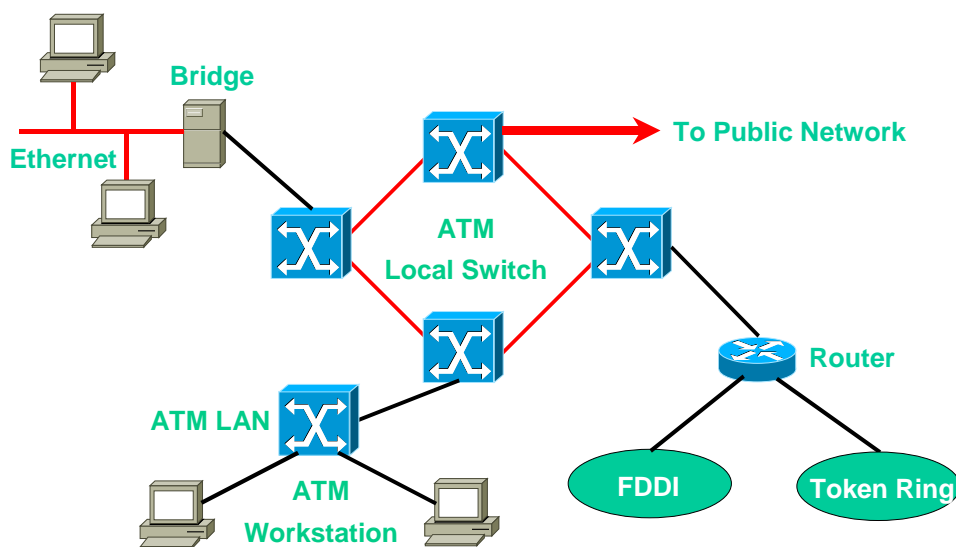 Bridge
To Public Network
Ethernet
ATM
Local Switch
Router
ATM LAN
FDDI
Token Ring
ATM
Workstation